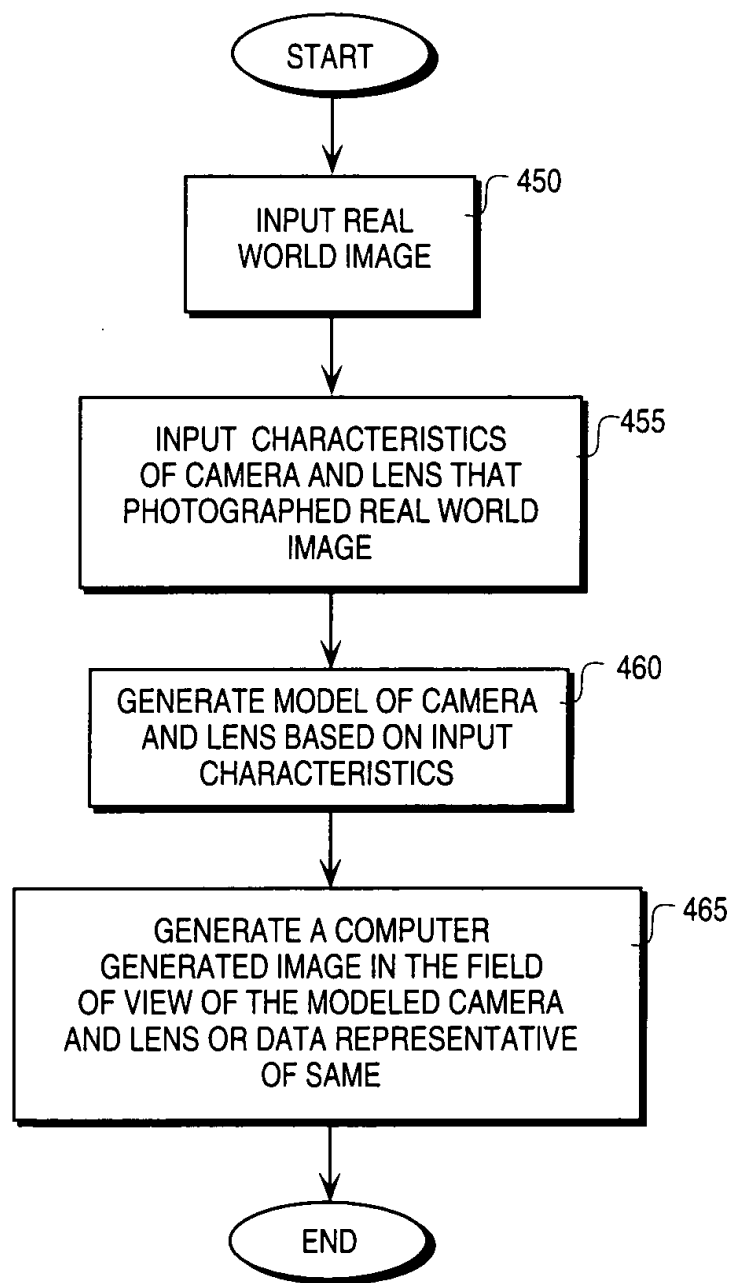 START
450
INPUT REAL
WORLD IMAGE
455
INPUT CHARACTERISTICS
OF CAMERA AND LENS THAT
PHOTOGRAPHED REAL WORLD
IMAGE
460
GENERATE MODEL OF CAMERA
AND LENS BASED ON INPUT
CHARACTERISTICS
465
GENERATE A COMPUTER
GENERATED IMAGE IN THE FIELD
OF VIEW OF THE MODELED CAMERA
AND LENS OR DATA REPRESENTATIVE
OF SAME
END